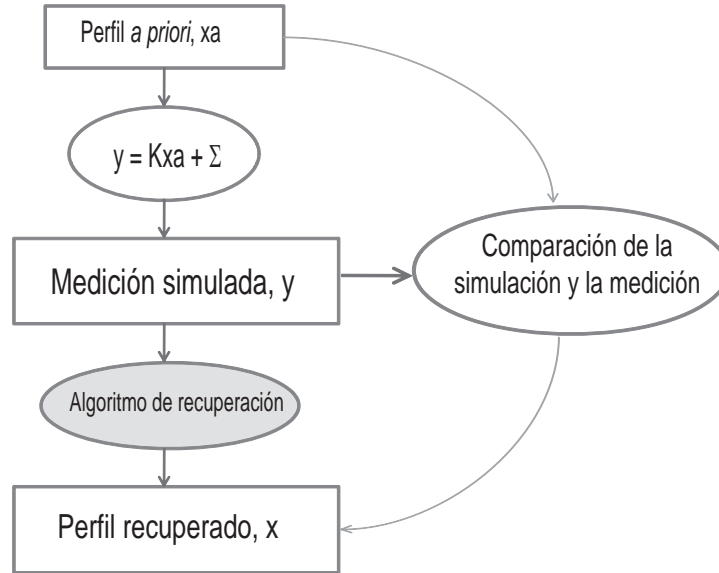 Perfil a priori, xa
y = Kxa + Σ
Medición simulada, y
Comparación de la
simulación y la medición
Algoritmo de recuperación
Perfil recuperado, x